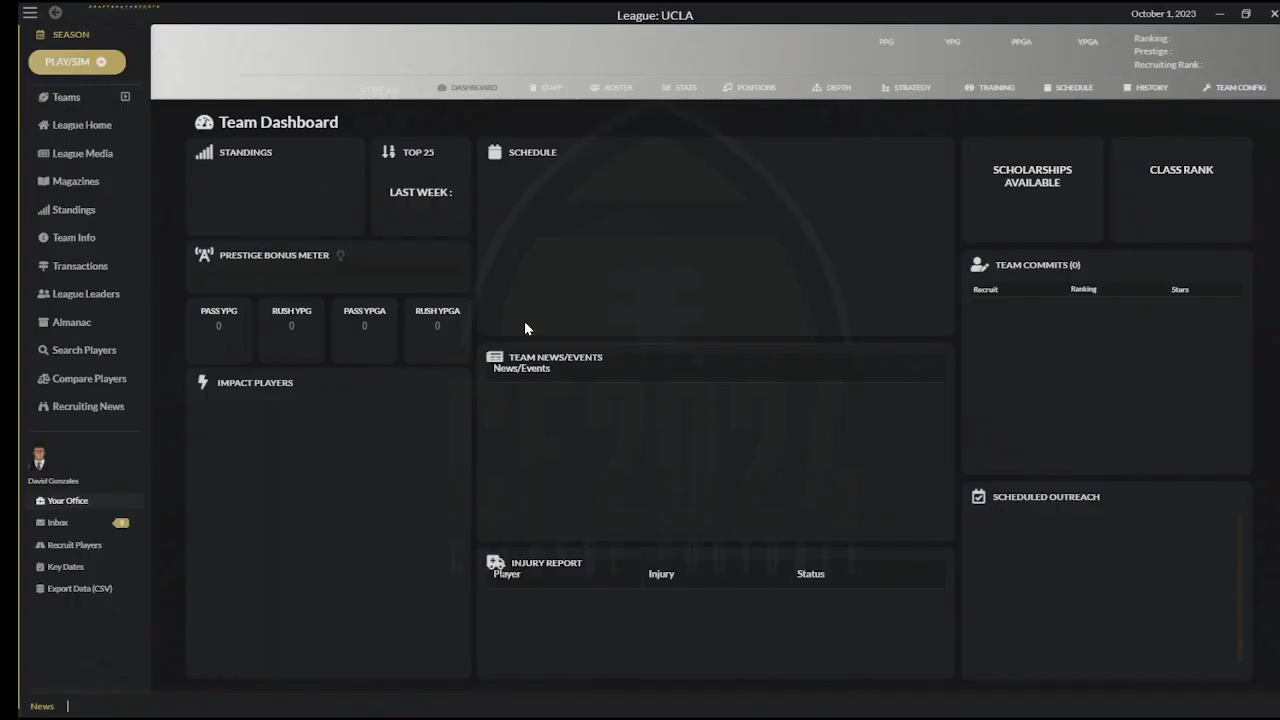 League: UCLA
October 1, 2023
SEASON
PLAY/SIM
Teams
League Home
League Media
Magazines
Standings
Team Info
Transactions
League Leaders
Almanac
Search Players
Compare Players
Recruiting News
David Gonzales
Your Office
Inbox
9
Recruit Players
Key Dates
Export Data (CSV)
News
PPG YPG PPGA YPGA
Ranking :
Prestige :
Recruiting Rank :
STREAK
DASHBOARD STAFF ROSTER STATS POSITIONS DEPTH STRATEGY TRAINING SCHEDULE HISTORY TEAM CONFIG
Team Dashboard
STANDINGS
TOP 25
LAST WEEK :
PRESTIGE BONUS METER
PASS YPG RUSH YPG PASS YPGA RUSH YPGA
0 0 0 0
IMPACT PLAYERS
SCHEDULE
TEAM NEWS/EVENTS
News/Events
INJURY REPORT
Player Injury Status
SCHOLARSHIPS
AVAILABLE
CLASS RANK
TEAM COMMITS (0)
Recruit Ranking Stars
SCHEDULED OUTREACH
2024
COLLEGE FOOTBALL